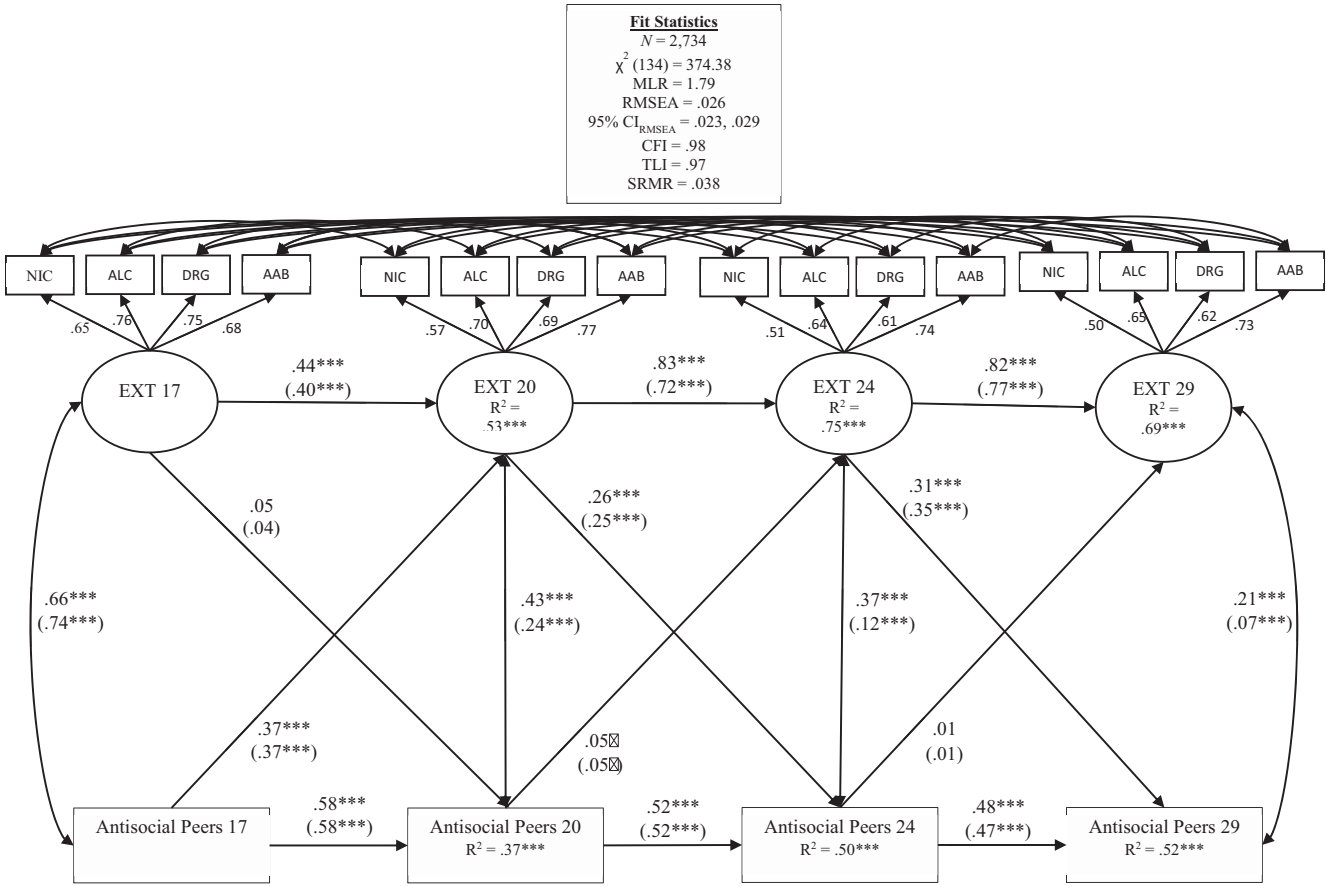 Fit Statistics
N = 2,734
χ² (134) = 374.38
MLR = 1.79
RMSEA = .026
95% CI_RMSEA = .023, .029
CFI = .98
TLI = .97
SRMR = .038
NIC ALC DRG AAB NIC ALC DRG AAB NIC ALC DRG AAB NIC ALC DRG AAB
.65 .76 .75 .68 .57 .70 .69 .77 .51 .64 .61 .74 .50 .65 .62 .73
EXT 17
.44***
(.40***)
EXT 20
R² =
.53***
.83***
(.72***)
EXT 24
R² =
.75***
.82***
(.77***)
EXT 29
R² =
.69***
.05
(.04)
.26***
(.25***)
.31***
(.35***)
.66***
(.74***)
.43***
(.24***)
.37***
(.12***)
.21***
(.07***)
.37***
(.37***)
.05
(.05)
.01
(.01)
Antisocial Peers 17
.58***
(.58***)
Antisocial Peers 20
R² = .37***
.52***
(.52***)
Antisocial Peers 24
R² = .50***
.48***
(.47***)
Antisocial Peers 29
R² = .52***